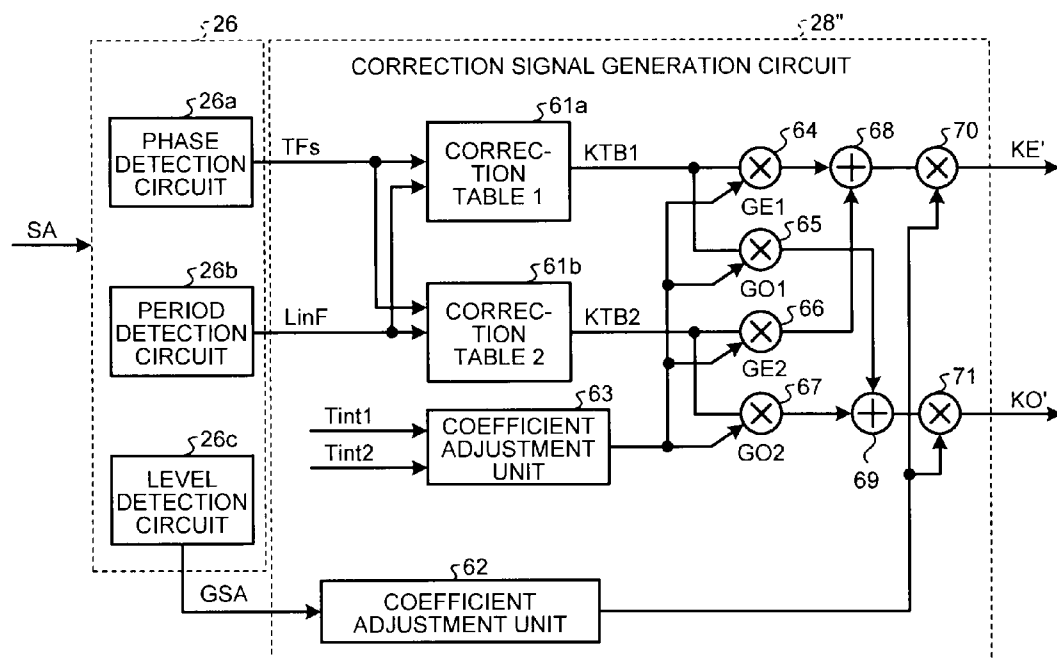 26
28"
CORRECTION SIGNAL GENERATION CIRCUIT
26a
PHASE
DETECTION
CIRCUIT
TFs
61a
CORREC-
TION
TABLE 1
KTB1
64
GE1
68
70
KE'
SA
65
GO1
26b
PERIOD
DETECTION
CIRCUIT
LinF
61b
CORREC-
TION
TABLE 2
KTB2
66
GE2
67
GO2
69
71
KO'
Tint1
Tint2
63
COEFFICIENT
ADJUSTMENT
UNIT
26c
LEVEL
DETECTION
CIRCUIT
GSA
62
COEFFICIENT
ADJUSTMENT UNIT